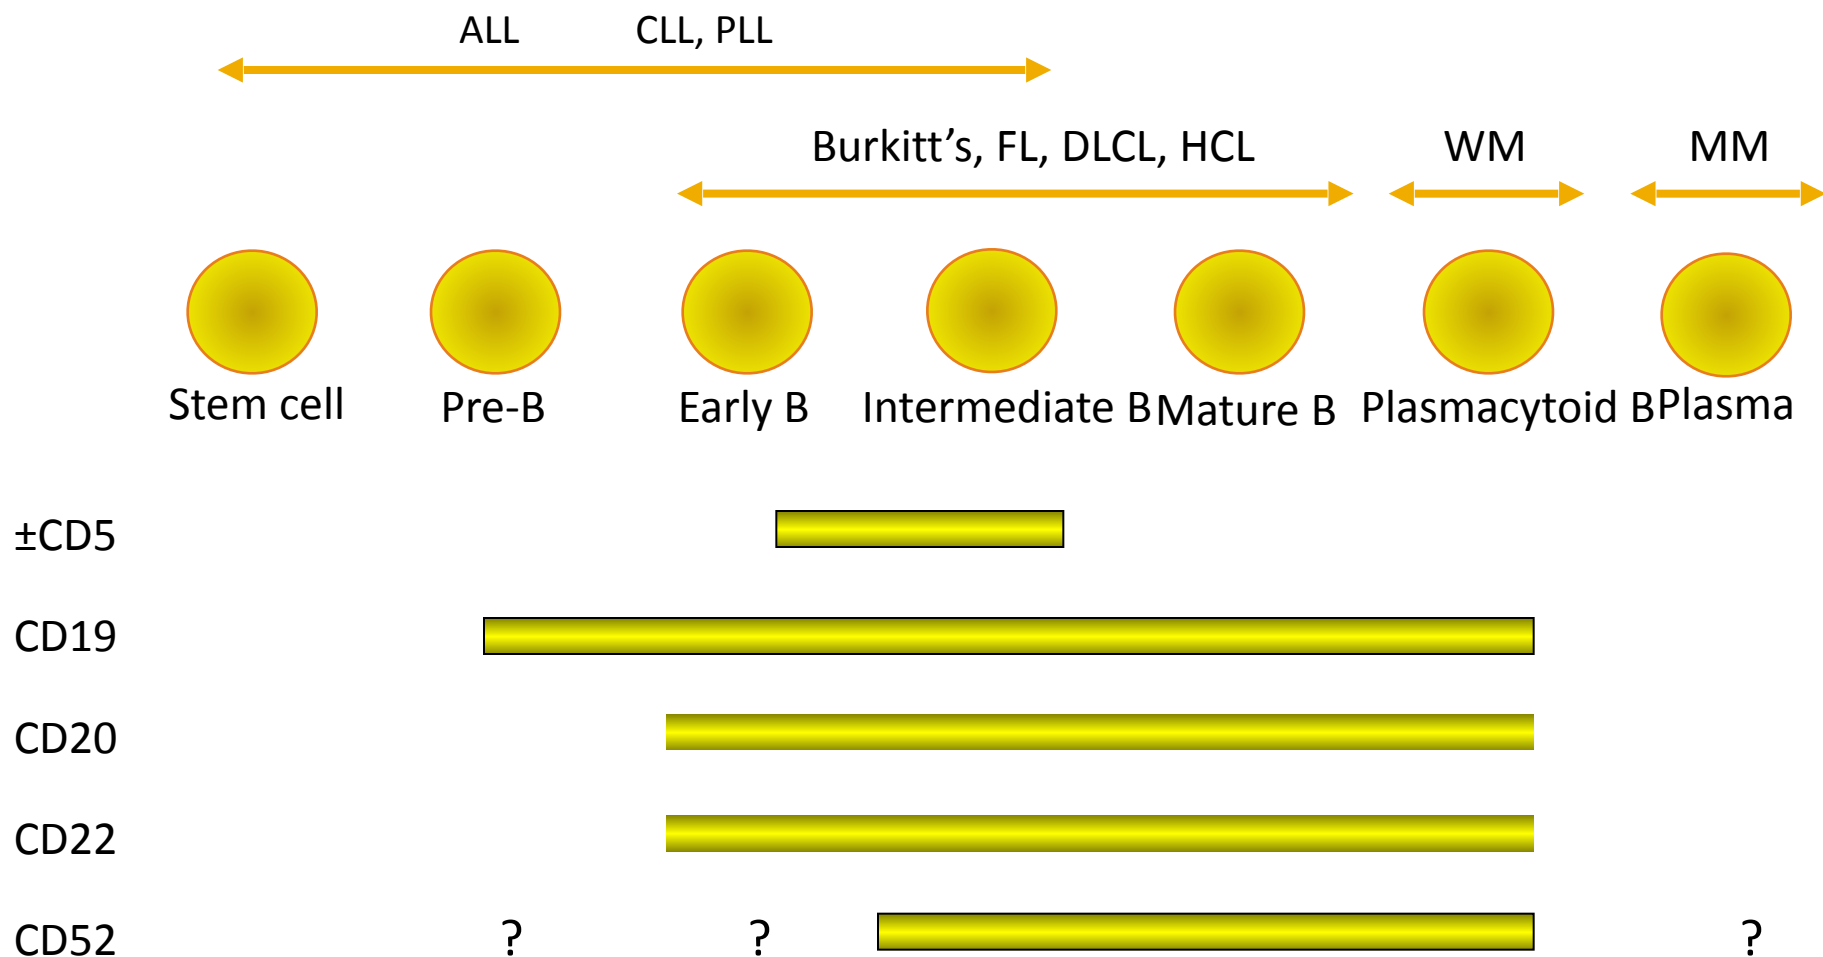 ALL CLL, PLL
Burkitt’s, FL, DLCL, HCL WM MM
Stem cell Pre-B Early B Intermediate B Mature B Plasmacytoid B Plasma
±CD5
CD19
CD20
CD22
CD52 ? ? ?